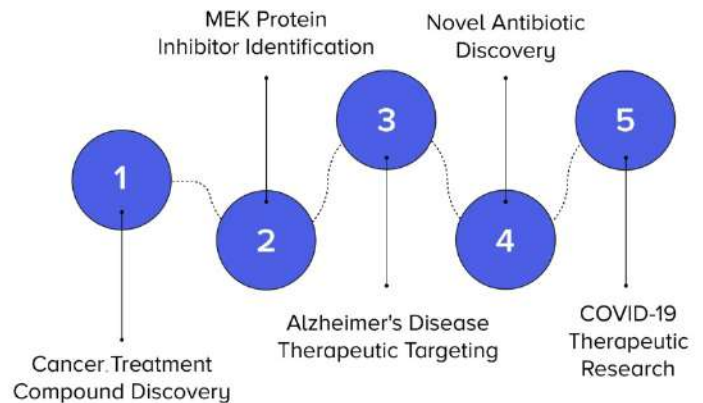 1
Cancer Treatment
Compound Discovery
MEK Protein
Inhibitor Identification
2
3
Alzheimer's Disease
Therapeutic Targeting
Novel Antibiotic
Discovery
4
5
COVID-19
Therapeutic
Research